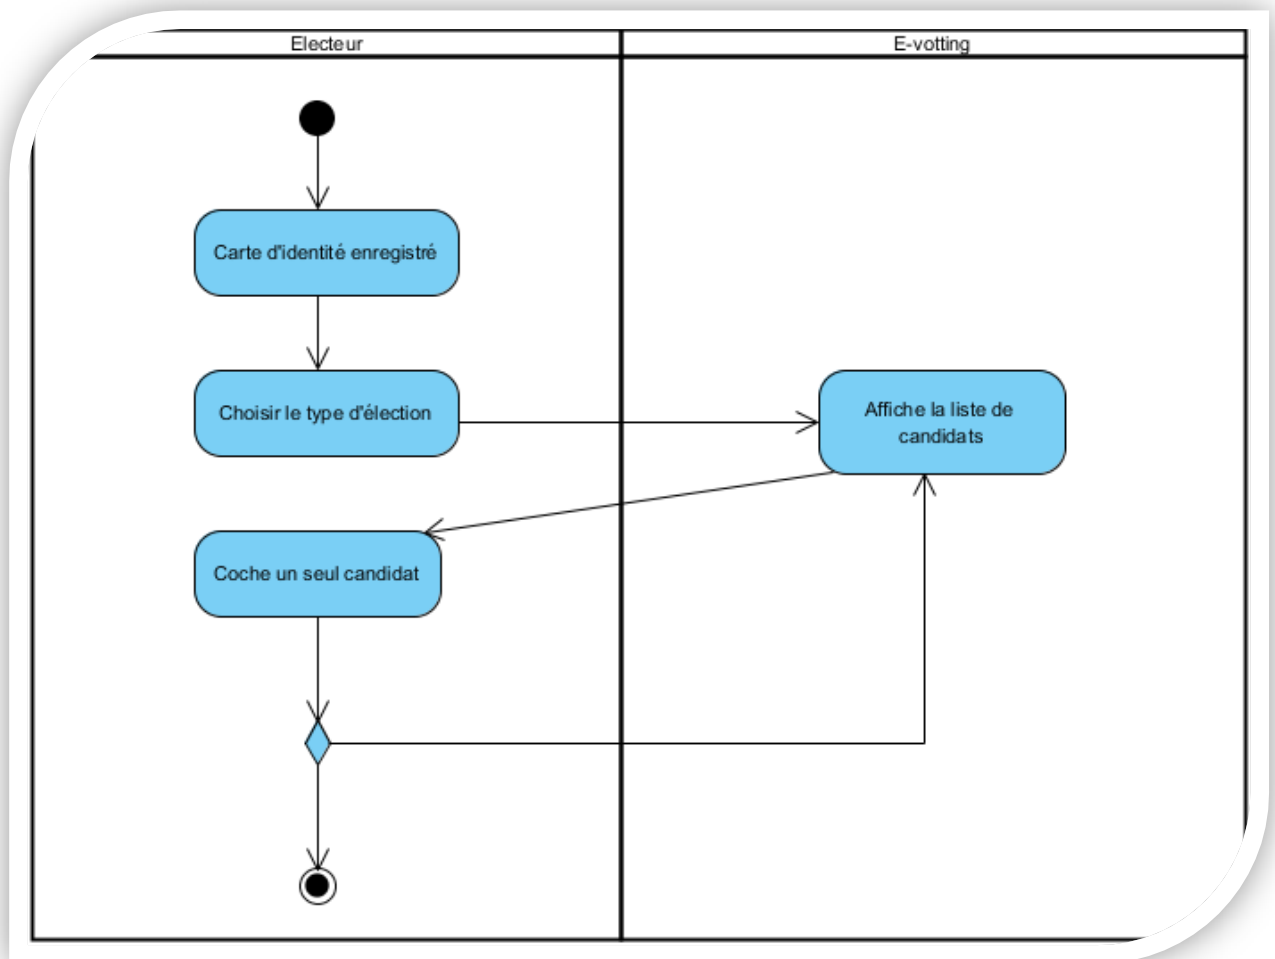 Electeur
E-votting
Carte d'identité enregistré
Choisir le type d'élection
Affiche la liste de
candidats
Coche un seul candidat